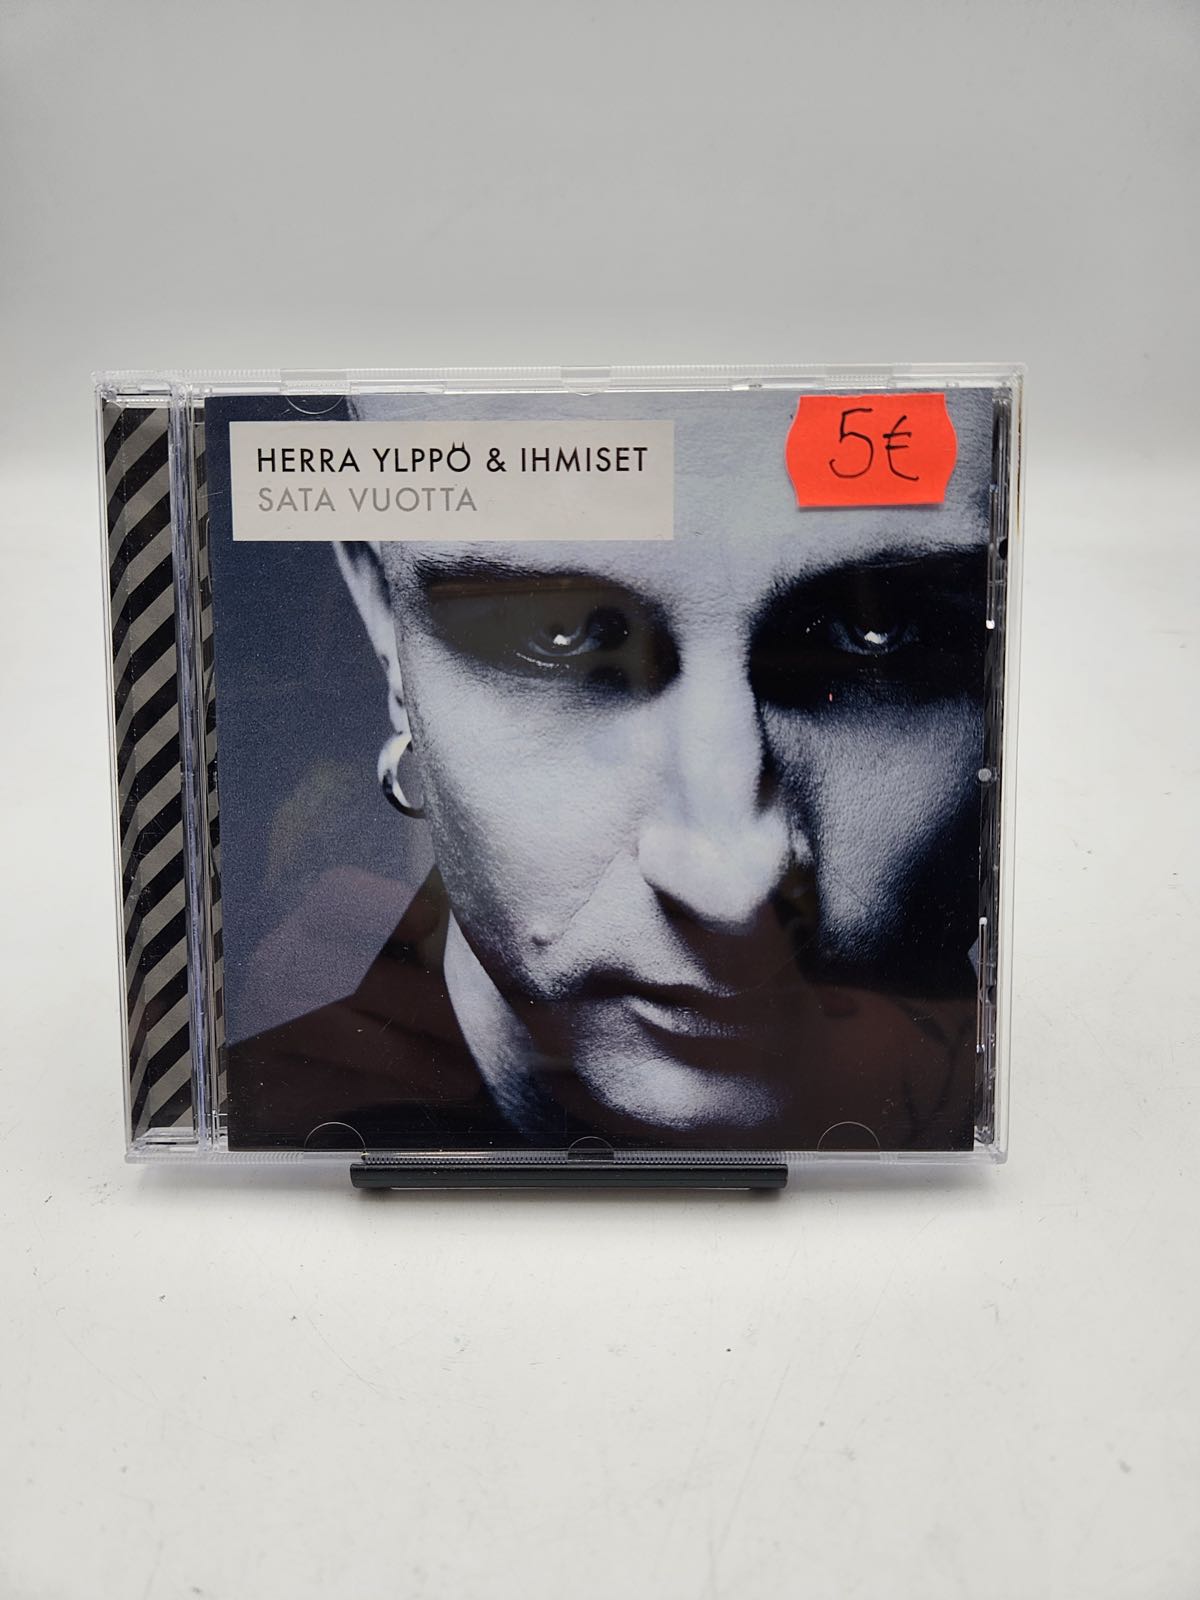 HERRA YLPPÖ & IHMISET
SATA VUOTTA
5€